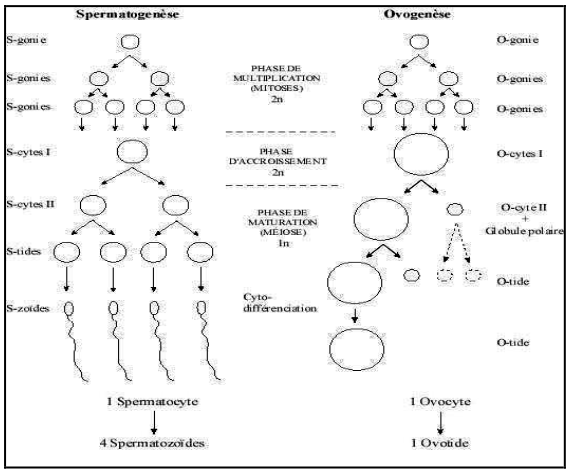 Spermatogenèse
Ovogenèse
S-gonie
O-gonie
S-gonies
PHASE DE
MULTIPLICATION
(MITOSES)
2n
O-gonies
S-gonies
O-gonies
S-cytes I
PHASE
D'ACCROISSEMENT
2n
O-cytes I
S-cytes II
PHASE DE
MATURATION
(MÉIOSE)
1n
O-cyte II
+
Globule polaire
S-tides
O-tide
S-zoïdes
Cyto-
différenciation
O-tide
1 Spermatocyte
1 Ovocyte
4 Spermatozoïdes
1 Ovotide